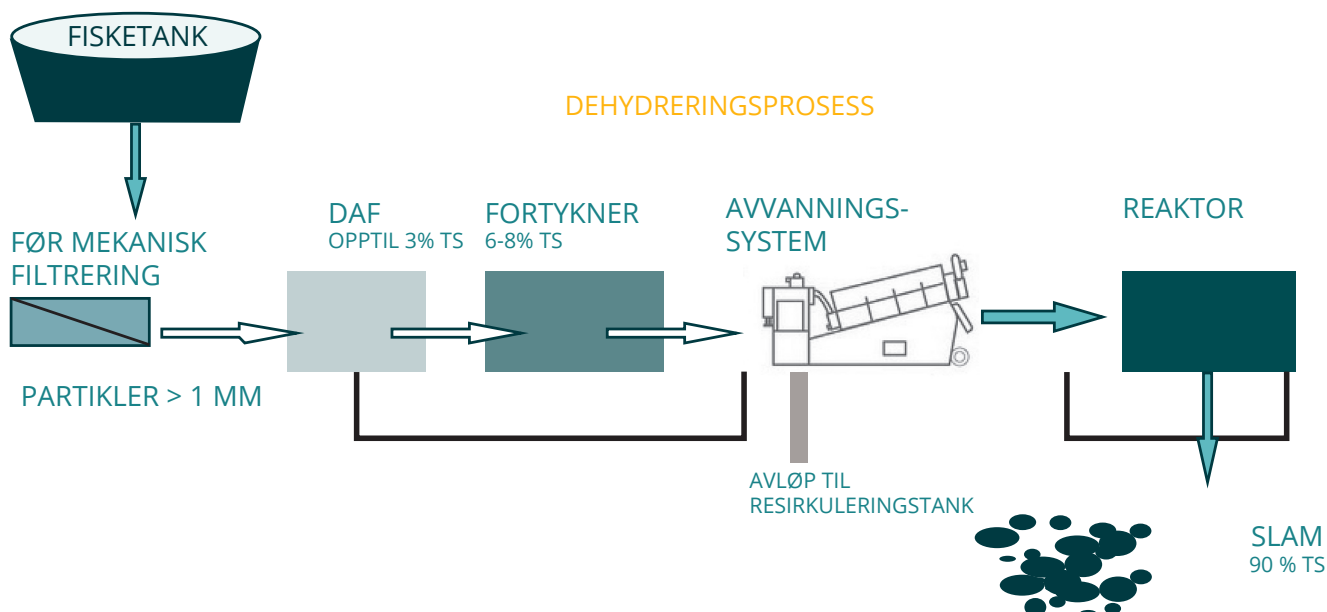 FISKETANK
DEHYDRERINGSPROSESS
FØR MEKANISK
FILTRERING
PARTIKLER > 1 MM
DAF
OPPTIL 3% TS
FORTYKNER
6-8% TS
AVVANNINGS-
SYSTEM
AVLØP TIL
RESIRKULERINGSTANK
REAKTOR
SLAM
90 % TS